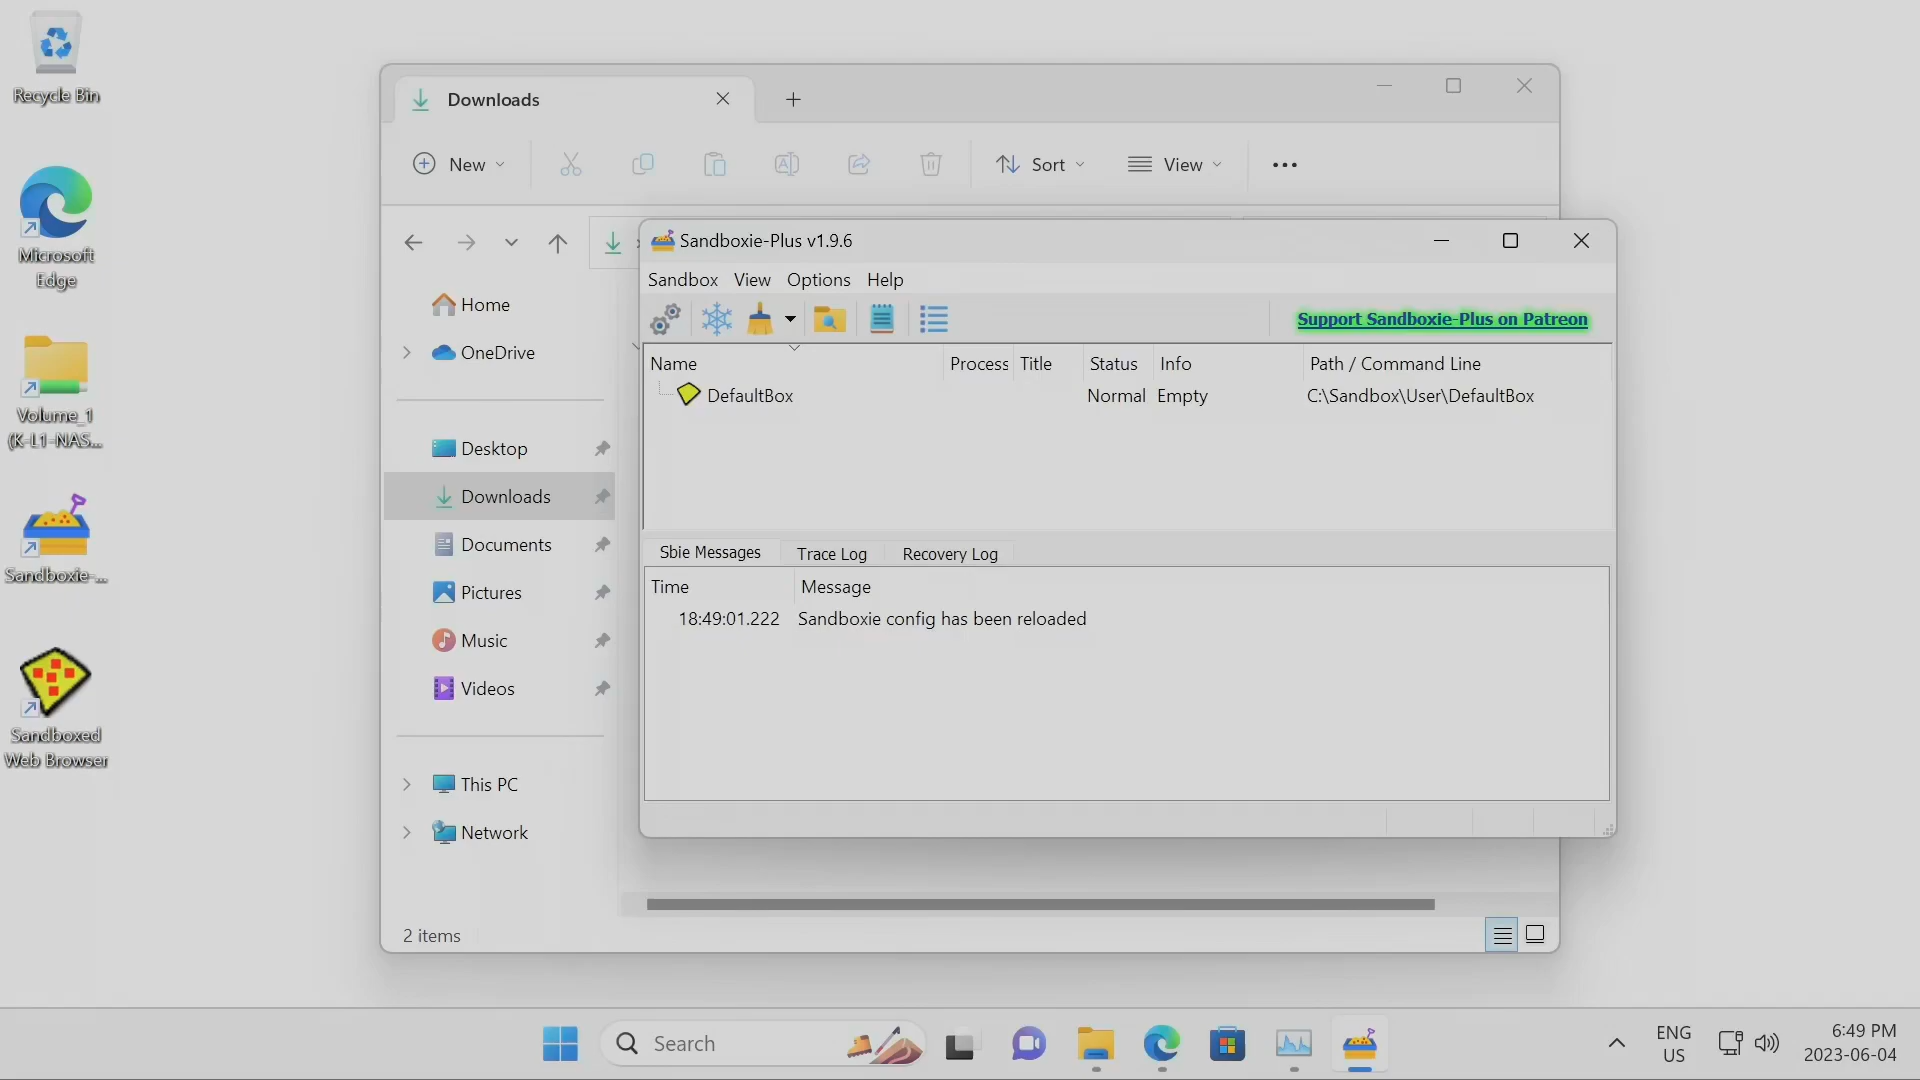 Recycle Bin
Microsoft
Edge
Volume_1
(K-L1-NAS...
Sandboxie-...
Sandboxed
Web Browser
Downloads
New
Sort
View
Home
OneDrive
Desktop
Downloads
Documents
Pictures
Music
Videos
This PC
Network
2 items
Sandboxie-Plus v1.9.6
Sandbox View Options Help
Support Sandboxie-Plus on Patreon
Name Process Title Status Info Path / Command Line
DefaultBox Normal Empty C:\Sandbox\User\DefaultBox
Sbie Messages Trace Log Recovery Log
Time Message
18:49:01.222 Sandboxie config has been reloaded
Search
ENG
US
6:49 PM
2023-06-04